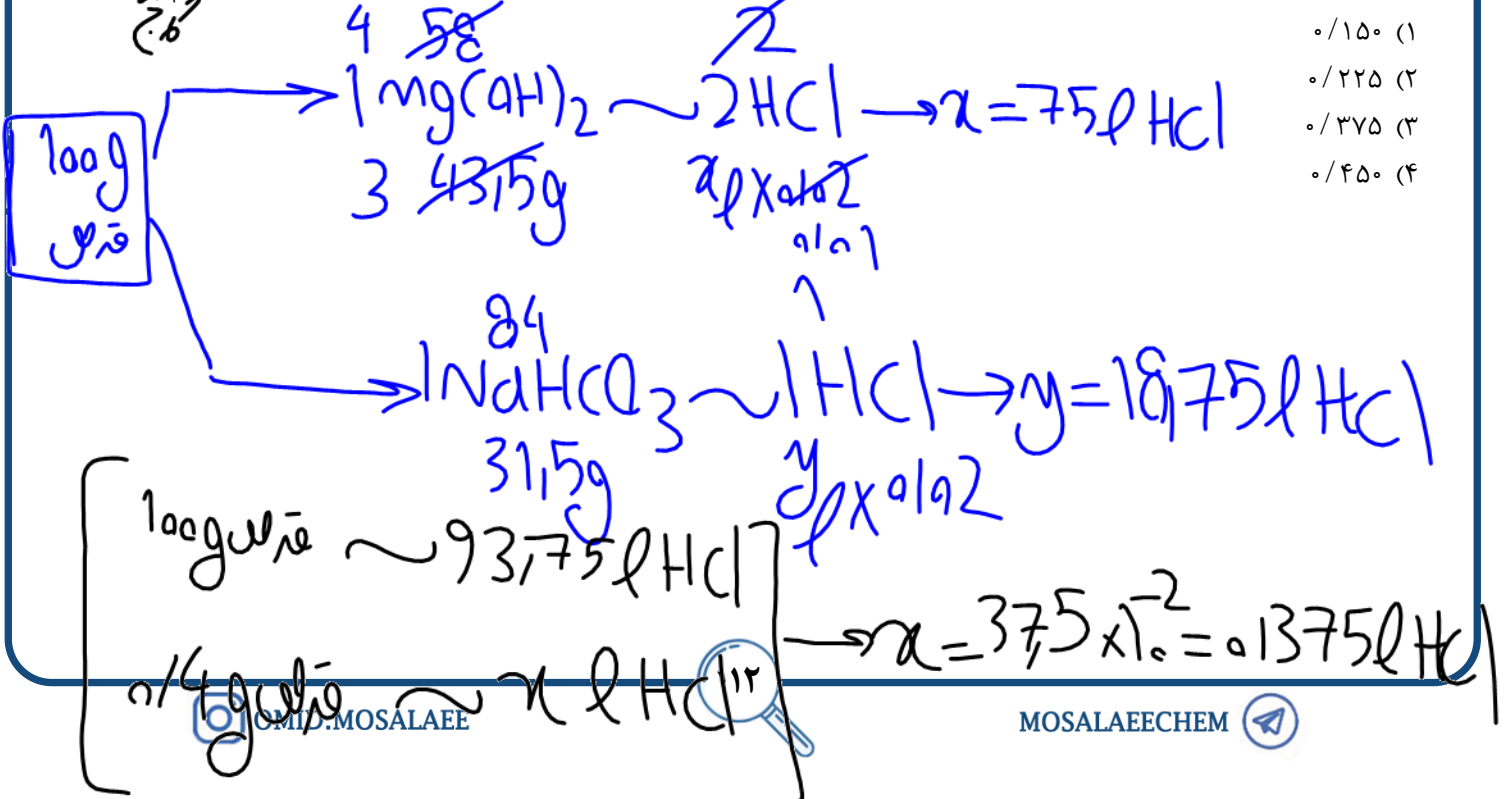 ۱) ۰/۱۵۰
۲) ۰/۲۲۵
۳) ۰/۳۷۵
۴) ۰/۴۵۰
4 58 2
1 Mg(OH)2 ~ 2HCl → x = 75 l HCl
3 43,5g x l × 0/02
0/01
1
100g
قرص
84
1NaHCO3 ~ 1HCl → y = 18,75 l HCl
31,5g y l × 0/02
100g قرص ~ 93,75 l HCl
0/4g قرص ~ x l HCl → x = 37,5 × 10^-2 = 0/375 l HCl
۱۲
OMID.MOSALAEE
MOSALAEECHEM